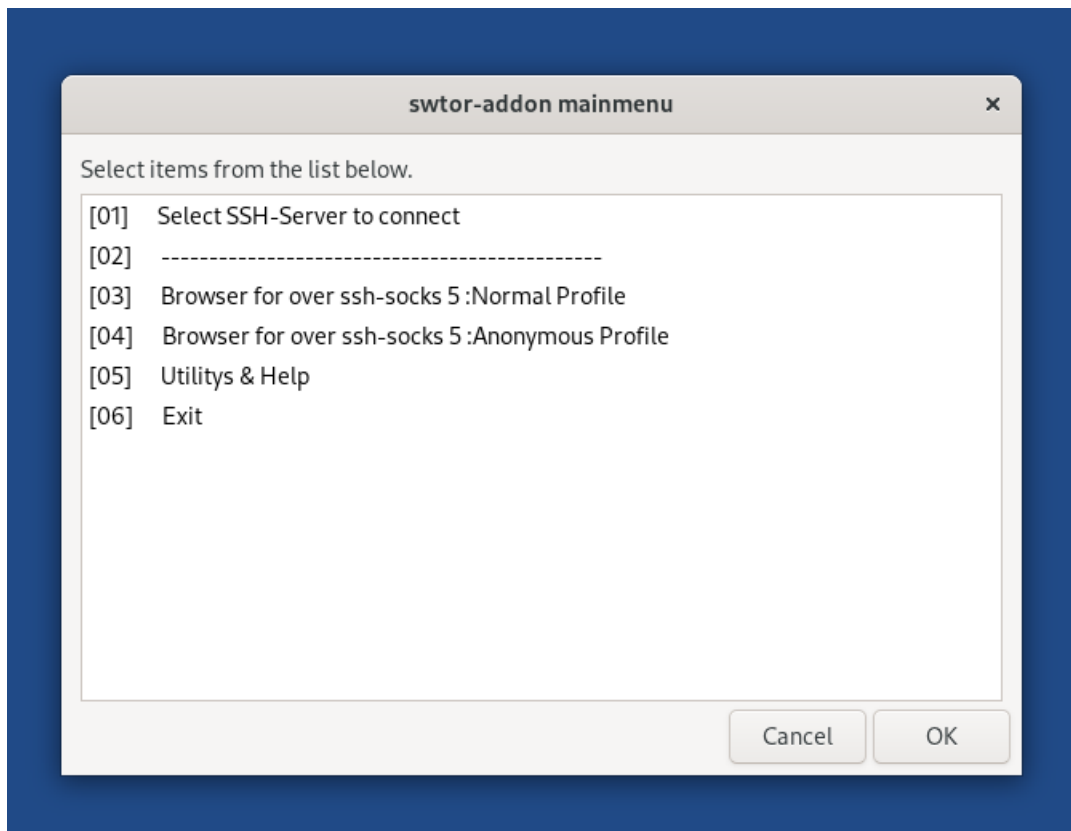 swtor-addon mainmenu ×
Select items from the list below.
[01] Select SSH-Server to connect
[02] ----------------------------------------------
[03] Browser for over ssh-socks 5 :Normal Profile
[04] Browser for over ssh-socks 5 :Anonymous Profile
[05] Utilitys & Help
[06] Exit
Cancel OK